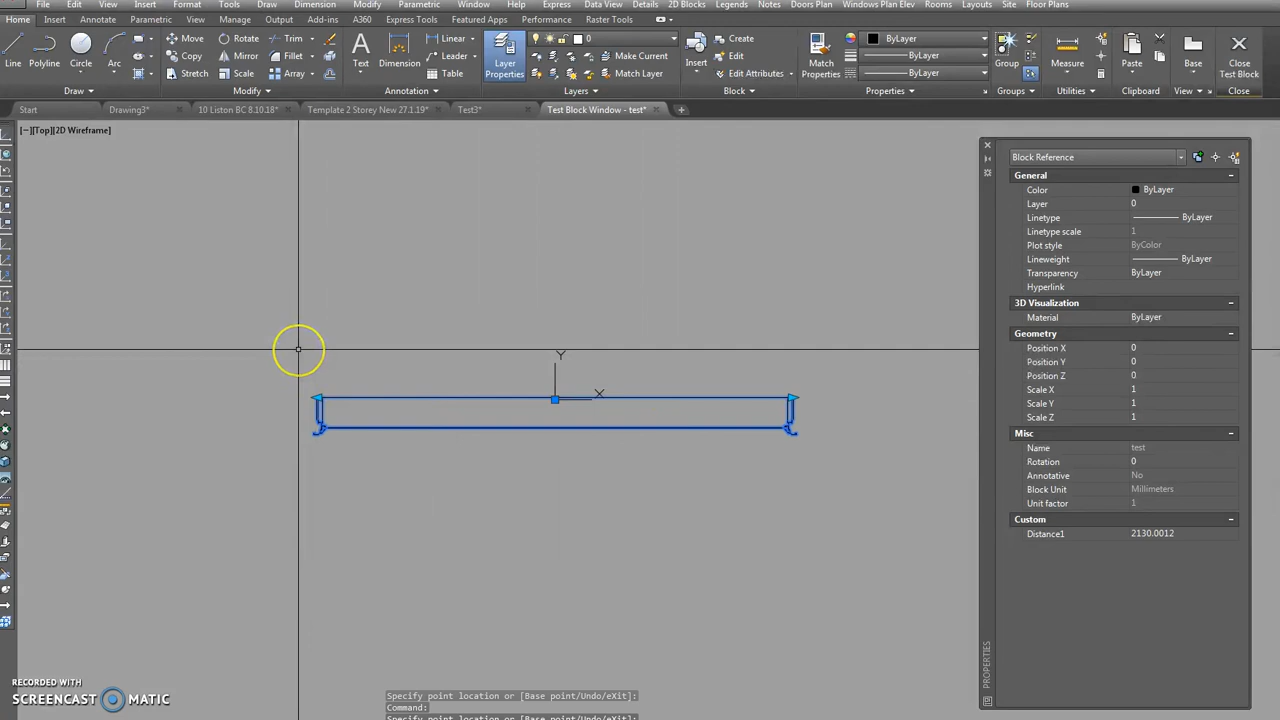 File Edit View Insert Format Tools Draw Dimension Modify Parametric Window Help Express Data View Details 2D Blocks Legends Notes Doors Plan Windows Plan Elev Rooms Layouts Site Floor Plans
Home Insert Annotate Parametric View Manage Output Add-ins A360 Express Tools Featured Apps Performance Raster Tools
Move Rotate Trim Linear Create ByLayer
Line Polyline Circle Arc Copy Mirror Fillet Text Dimension Leader Layer Properties 0 Make Current Insert Edit Match Properties ByLayer Group Measure Paste Base Close Test Block
Stretch Scale Array Table Match Layer Edit Attributes ByLayer
Draw Modify Annotation Layers Block Properties Groups Utilities Clipboard View Close
Start Drawing3* 10 Liston BC 8.10.18* Template 2 Storey New 27.1.19* Test3* Test Block Window - test*
[−][Top][2D Wireframe]
Block Reference
General
Color ByLayer
Layer 0
Linetype ByLayer
Linetype scale 1
Plot style ByColor
Lineweight ByLayer
Transparency ByLayer
Hyperlink
3D Visualization
Material ByLayer
Geometry
Position X 0
Position Y 0
Position Z 0
Scale X 1
Scale Y 1
Scale Z 1
Misc
Name test
Rotation 0
Annotative No
Block Unit Millimeters
Unit factor 1
Custom
Distance1 2130.0012
PROPERTIES
Y
X
Specify point location or [Base point/Undo/eXit]:
Command:
Specify point location or [Base point/Undo/eXit]:
RECORDED WITH
SCREENCAST MATIC